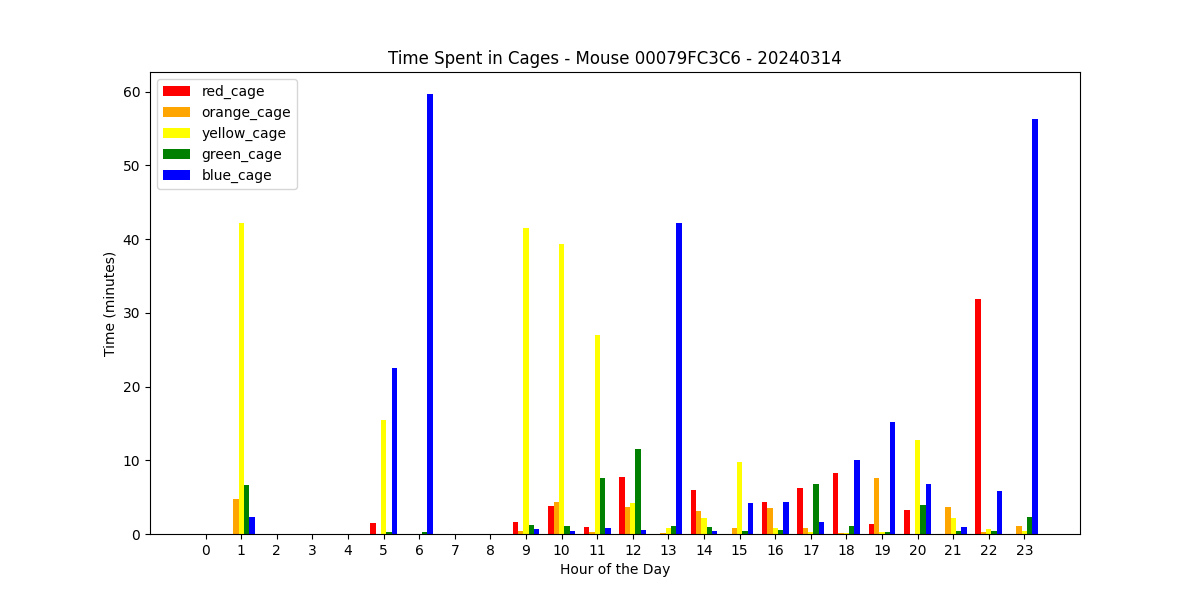 Time Spent in Cages - Mouse 00079FC3C6 - 20240314
red_cage
orange_cage
yellow_cage
green_cage
blue_cage
60
50
40
30
20
10
0
Time (minutes)
0 1 2 3 4 5 6 7 8 9 10 11 12 13 14 15 16 17 18 19 20 21 22 23
Hour of the Day